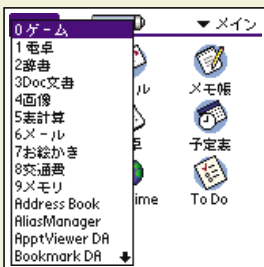 0ゲーム
▼メイン
1電卓
2辞書
3Doc文書
4画像
5表計算
6メール
7お絵かき
8交通費
9メモリ
Address Book
AliasManager
ApptViewer DA
Bookmark DA
ル
メモ帳
予定表
ime
To Do